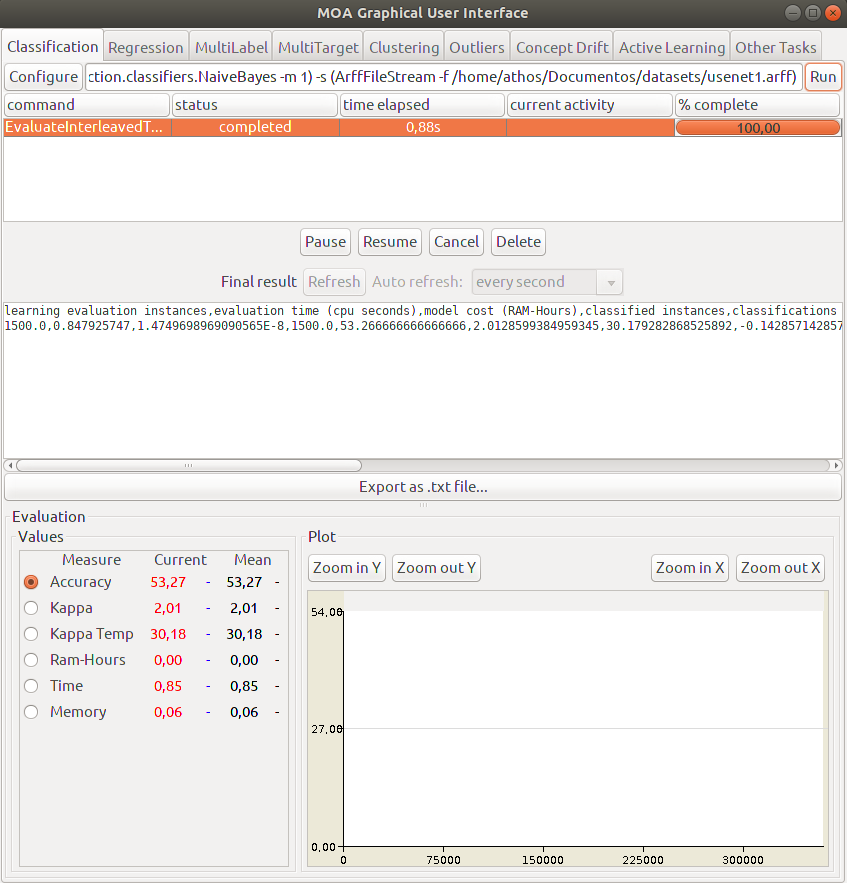 MOA Graphical User Interface
Classification Regression MultiLabel MultiTarget Clustering Outliers Concept Drift Active Learning Other Tasks
Configure ction.classifiers.NaiveBayes -m 1) -s (ArffFileStream -f /home/athos/Documentos/datasets/usenet1.arff) Run
command status time elapsed current activity % complete
EvaluateInterleavedT... completed 0,88s 100,00
Pause Resume Cancel Delete
Final result Refresh Auto refresh: every second
learning evaluation instances,evaluation time (cpu seconds),model cost (RAM-Hours),classified instances,classifications
1500.0,0.847925747,1.4749698969090565E-8,1500.0,53.266666666666666,2.0128599384959345,30.179282868525892,-0.142857142857
Export as .txt file...
Evaluation
Values
Measure Current Mean
Accuracy 53,27 - 53,27 -
Kappa 2,01 - 2,01 -
Kappa Temp 30,18 - 30,18 -
Ram-Hours 0,00 - 0,00 -
Time 0,85 - 0,85 -
Memory 0,06 - 0,06 -
Plot
Zoom in Y Zoom out Y Zoom in X Zoom out X
54,00
27,00
0,00
0 75000 150000 225000 300000